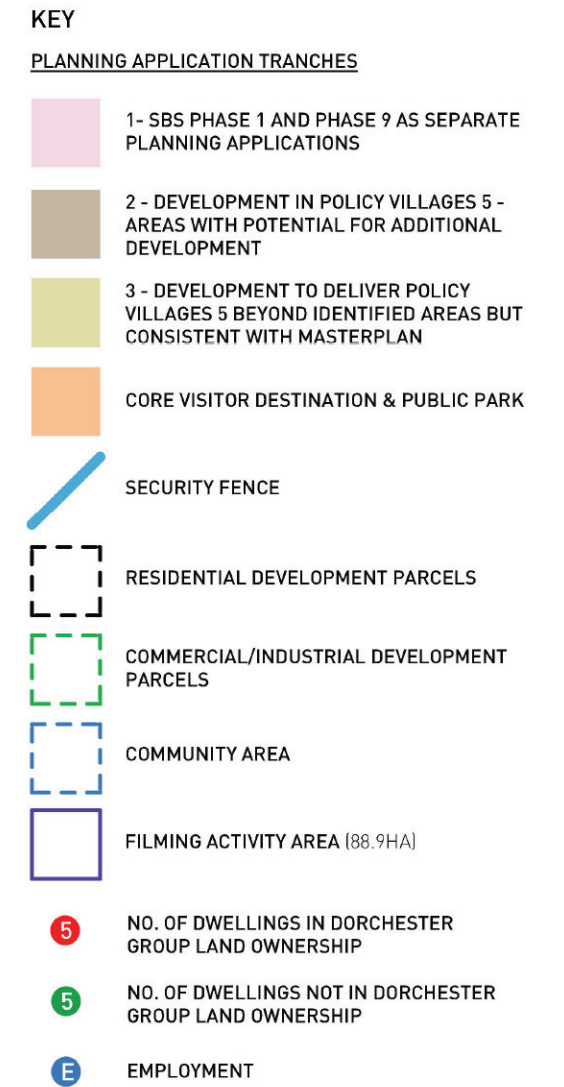 KEY
PLANNING APPLICATION TRANCHES
1- SBS PHASE 1 AND PHASE 9 AS SEPARATE
PLANNING APPLICATIONS
2 - DEVELOPMENT IN POLICY VILLAGES 5 -
AREAS WITH POTENTIAL FOR ADDITIONAL
DEVELOPMENT
3 - DEVELOPMENT TO DELIVER POLICY
VILLAGES 5 BEYOND IDENTIFIED AREAS BUT
CONSISTENT WITH MASTERPLAN
CORE VISITOR DESTINATION & PUBLIC PARK
SECURITY FENCE
RESIDENTIAL DEVELOPMENT PARCELS
COMMERCIAL/INDUSTRIAL DEVELOPMENT
PARCELS
COMMUNITY AREA
FILMING ACTIVITY AREA (88.9HA)
5 NO. OF DWELLINGS IN DORCHESTER
GROUP LAND OWNERSHIP
5 NO. OF DWELLINGS NOT IN DORCHESTER
GROUP LAND OWNERSHIP
E EMPLOYMENT